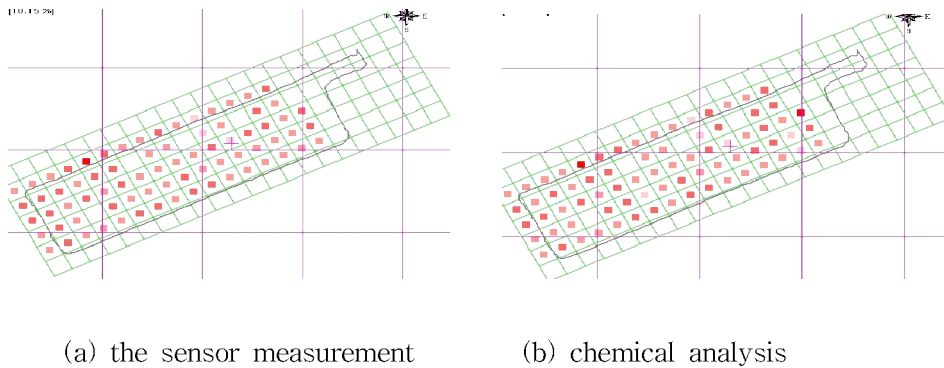 E
E
(a) the sensor measurement
(b) chemical analysis